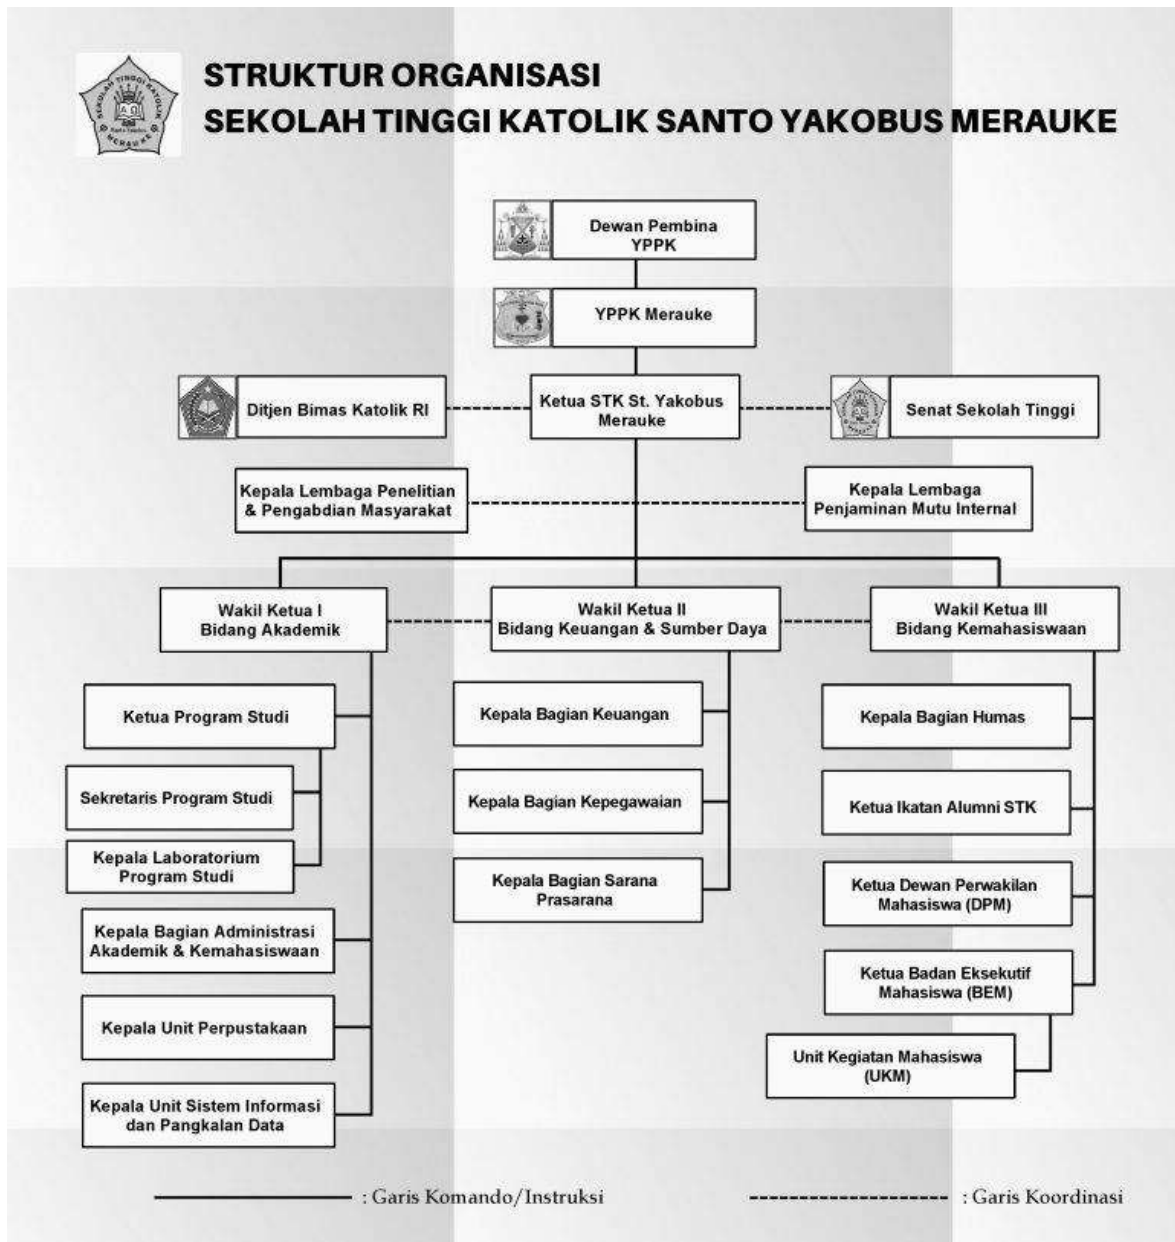 STRUKTUR ORGANISASI
SEKOLAH TINGGI KATOLIK SANTO YAKOBUS MERAUKE
Dewan Pembina
YPPK
YPPK Merauke
Ditjen Bimas Katolik RI
Ketua STK St. Yakobus
Merauke
Senat Sekolah Tinggi
Kepala Lembaga Penelitian
& Pengabdian Masyarakat
Kepala Lembaga
Penjaminan Mutu Internal
Wakil Ketua I
Bidang Akademik
Wakil Ketua II
Bidang Keuangan & Sumber Daya
Wakil Ketua III
Bidang Kemahasiswaan
Ketua Program Studi
Sekretaris Program Studi
Kepala Laboratorium
Program Studi
Kepala Bagian Administrasi
Akademik & Kemahasiswaan
Kepala Unit Perpustakaan
Kepala Unit Sistem Informasi
dan Pangkalan Data
Kepala Bagian Keuangan
Kepala Bagian Kepegawaian
Kepala Bagian Sarana
Prasarana
Kepala Bagian Humas
Ketua Ikatan Alumni STK
Ketua Dewan Perwakilan
Mahasiswa (DPM)
Ketua Badan Eksekutif
Mahasiswa (BEM)
Unit Kegiatan Mahasiswa
(UKM)
: Garis Komando/Instruksi
: Garis Koordinasi